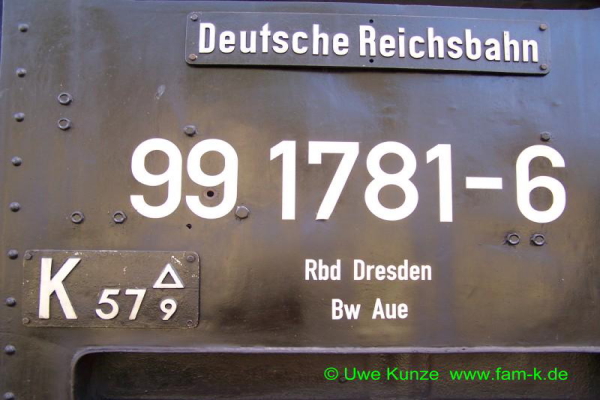 Deutsche Reichsbahn
99 1781-6
Rbd Dresden
Bw Aue
K 57 9
© Uwe Kunze www.fam-k.de